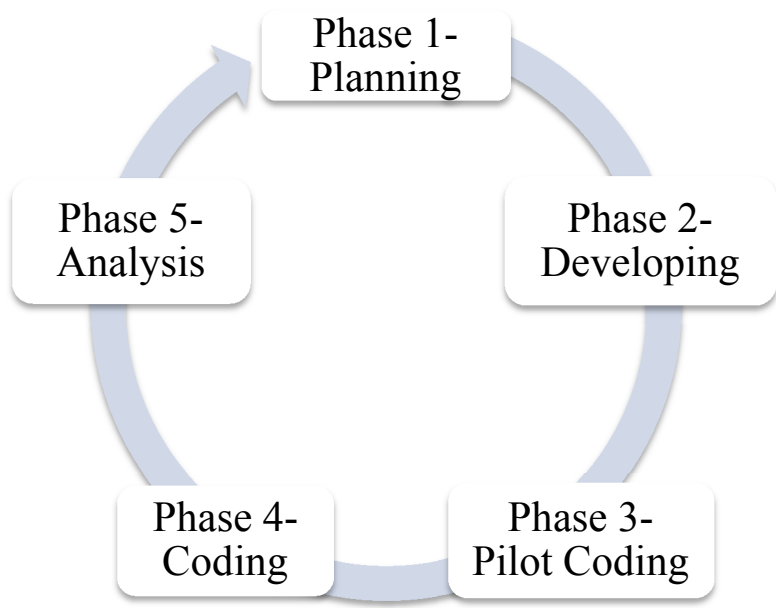 Phase 1-
Planning
Phase 2-
Developing
Phase 3-
Pilot Coding
Phase 4-
Coding
Phase 5-
Analysis